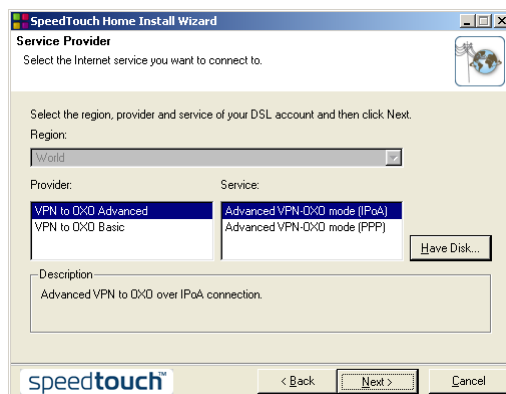 SpeedTouch Home Install Wizard
Service Provider
Select the Internet service you want to connect to.
Select the region, provider and service of your DSL account and then click Next.
Region:
World
Provider:
Service:
VPN to OXO Advanced
VPN to OXO Basic
Advanced VPN-OXO mode (IPoA)
Advanced VPN-OXO mode (PPP)
Have Disk...
Description
Advanced VPN to OXO over IPoA connection.
speedtouch™
< Back
Next >
Cancel